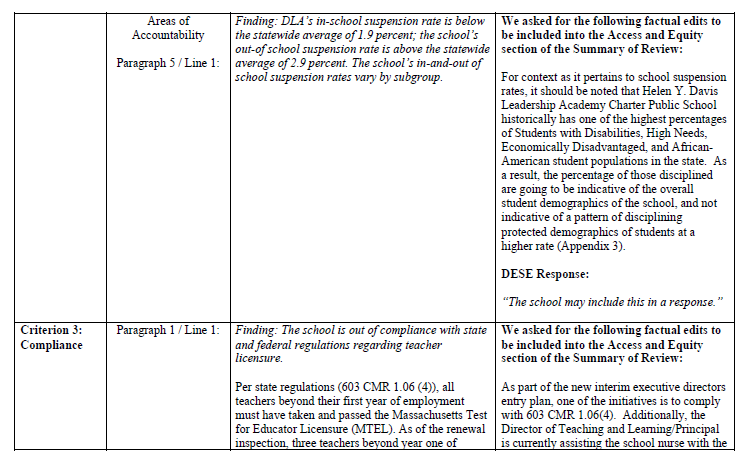 Areas of
Accountability
Paragraph 5 / Line 1:
Finding: DLA's in-school suspension rate is below
the statewide average of 1.9 percent; the school's
out-of school suspension rate is above the statewide
average of 2.9 percent. The school's in-and-out of
school suspension rates vary by subgroup.
We asked for the following factual edits to
be included into the Access and Equity
section of the Summary of Review:
For context as it pertains to school suspension
rates, it should be noted that Helen Y. Davis
Leadership Academy Charter Public School
historically has one of the highest percentages
of Students with Disabilities, High Needs,
Economically Disadvantaged, and African-
American student populations in the state. As
a result, the percentage of those disciplined
are going to be indicative of the overall
student demographics of the school, and not
indicative of a pattern of disciplining
protected demographics of students at a
higher rate (Appendix 3).
DESE Response:
"The school may include this in a response."
Criterion 3:
Compliance
Paragraph 1 / Line 1:
Finding: The school is out of compliance with state
and federal regulations regarding teacher
licensure.
Per state regulations (603 CMR 1.06 (4)), all
teachers beyond their first year of employment
must have taken and passed the Massachusetts Test
for Educator Licensure (MTEL). As of the renewal
inspection, three teachers beyond year one of
We asked for the following factual edits to
be included into the Access and Equity
section of the Summary of Review:
As part of the new interim executive directors
entry plan, one of the initiatives is to comply
with 603 CMR 1.06(4). Additionally, the
Director of Teaching and Learning/Principal
is currently assisting the school nurse with the